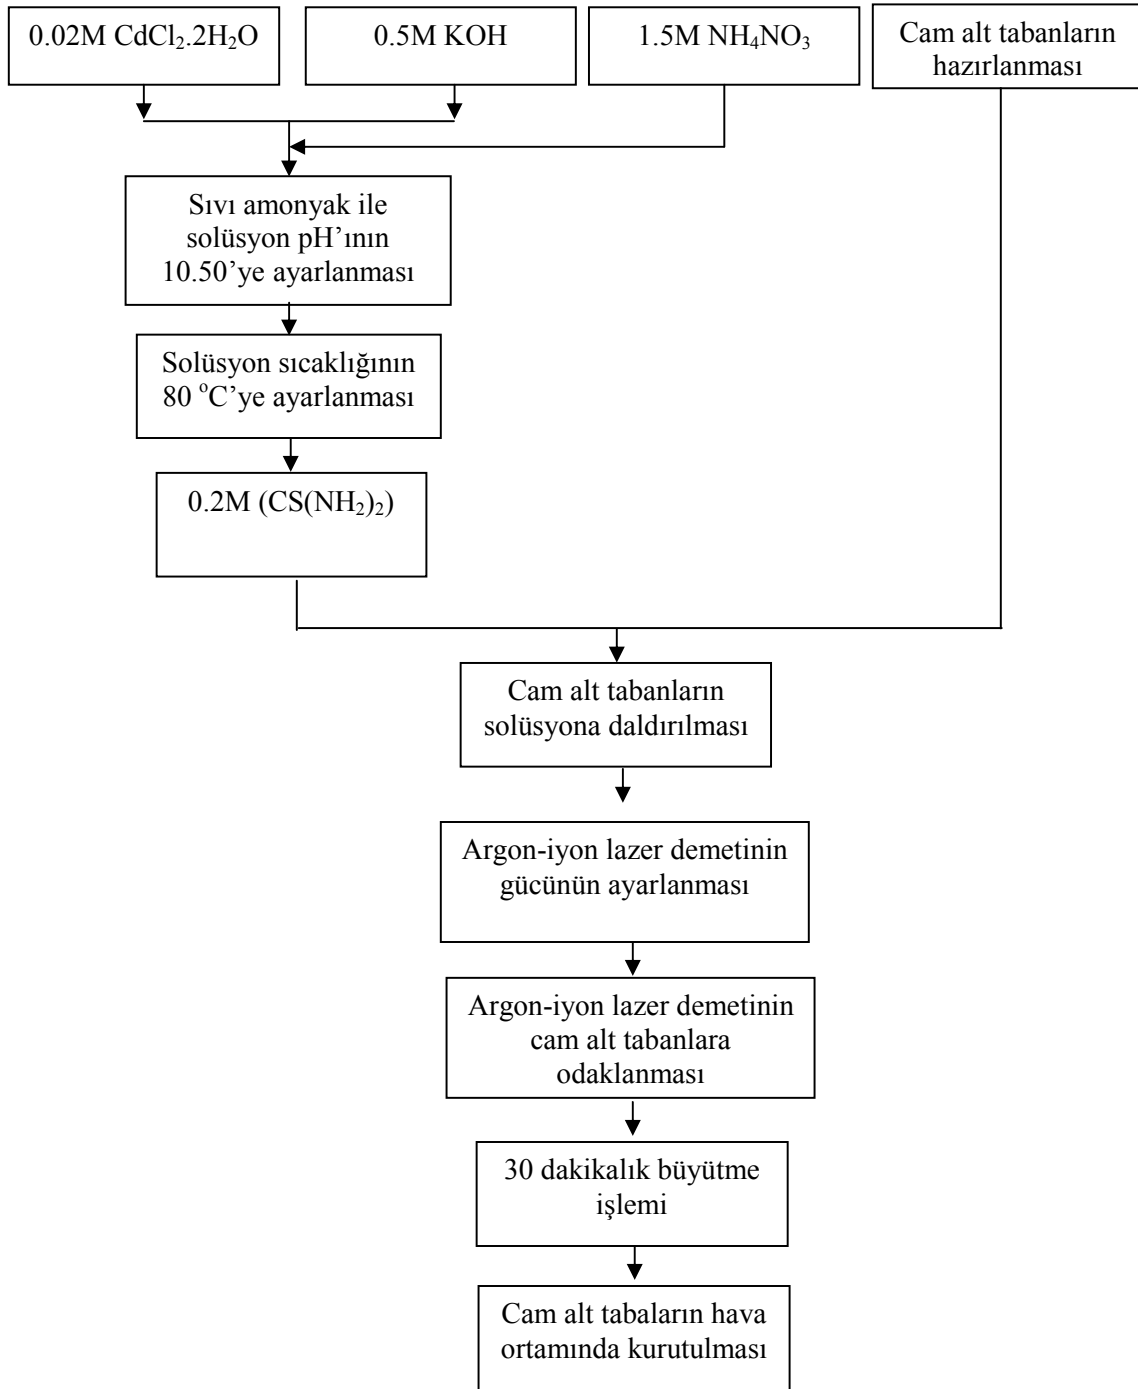 0.02M CdCl₂.2H₂O
0.5M KOH
1.5M NH₄NO₃
Cam alt tabanların
hazırlanması
Sıvı amonyak ile
solüsyon pH’ının
10.50’ye ayarlanması
Solüsyon sıcaklığının
80 ᵒC’ye ayarlanması
0.2M (CS(NH₂)₂)
Cam alt tabanların
solüsyona daldırılması
Argon-iyon lazer demetinin
gücünün ayarlanması
Argon-iyon lazer demetinin
cam alt tabanlara
odaklanması
30 dakikalık büyütme
işlemi
Cam alt tabaların hava
ortamında kurutulması